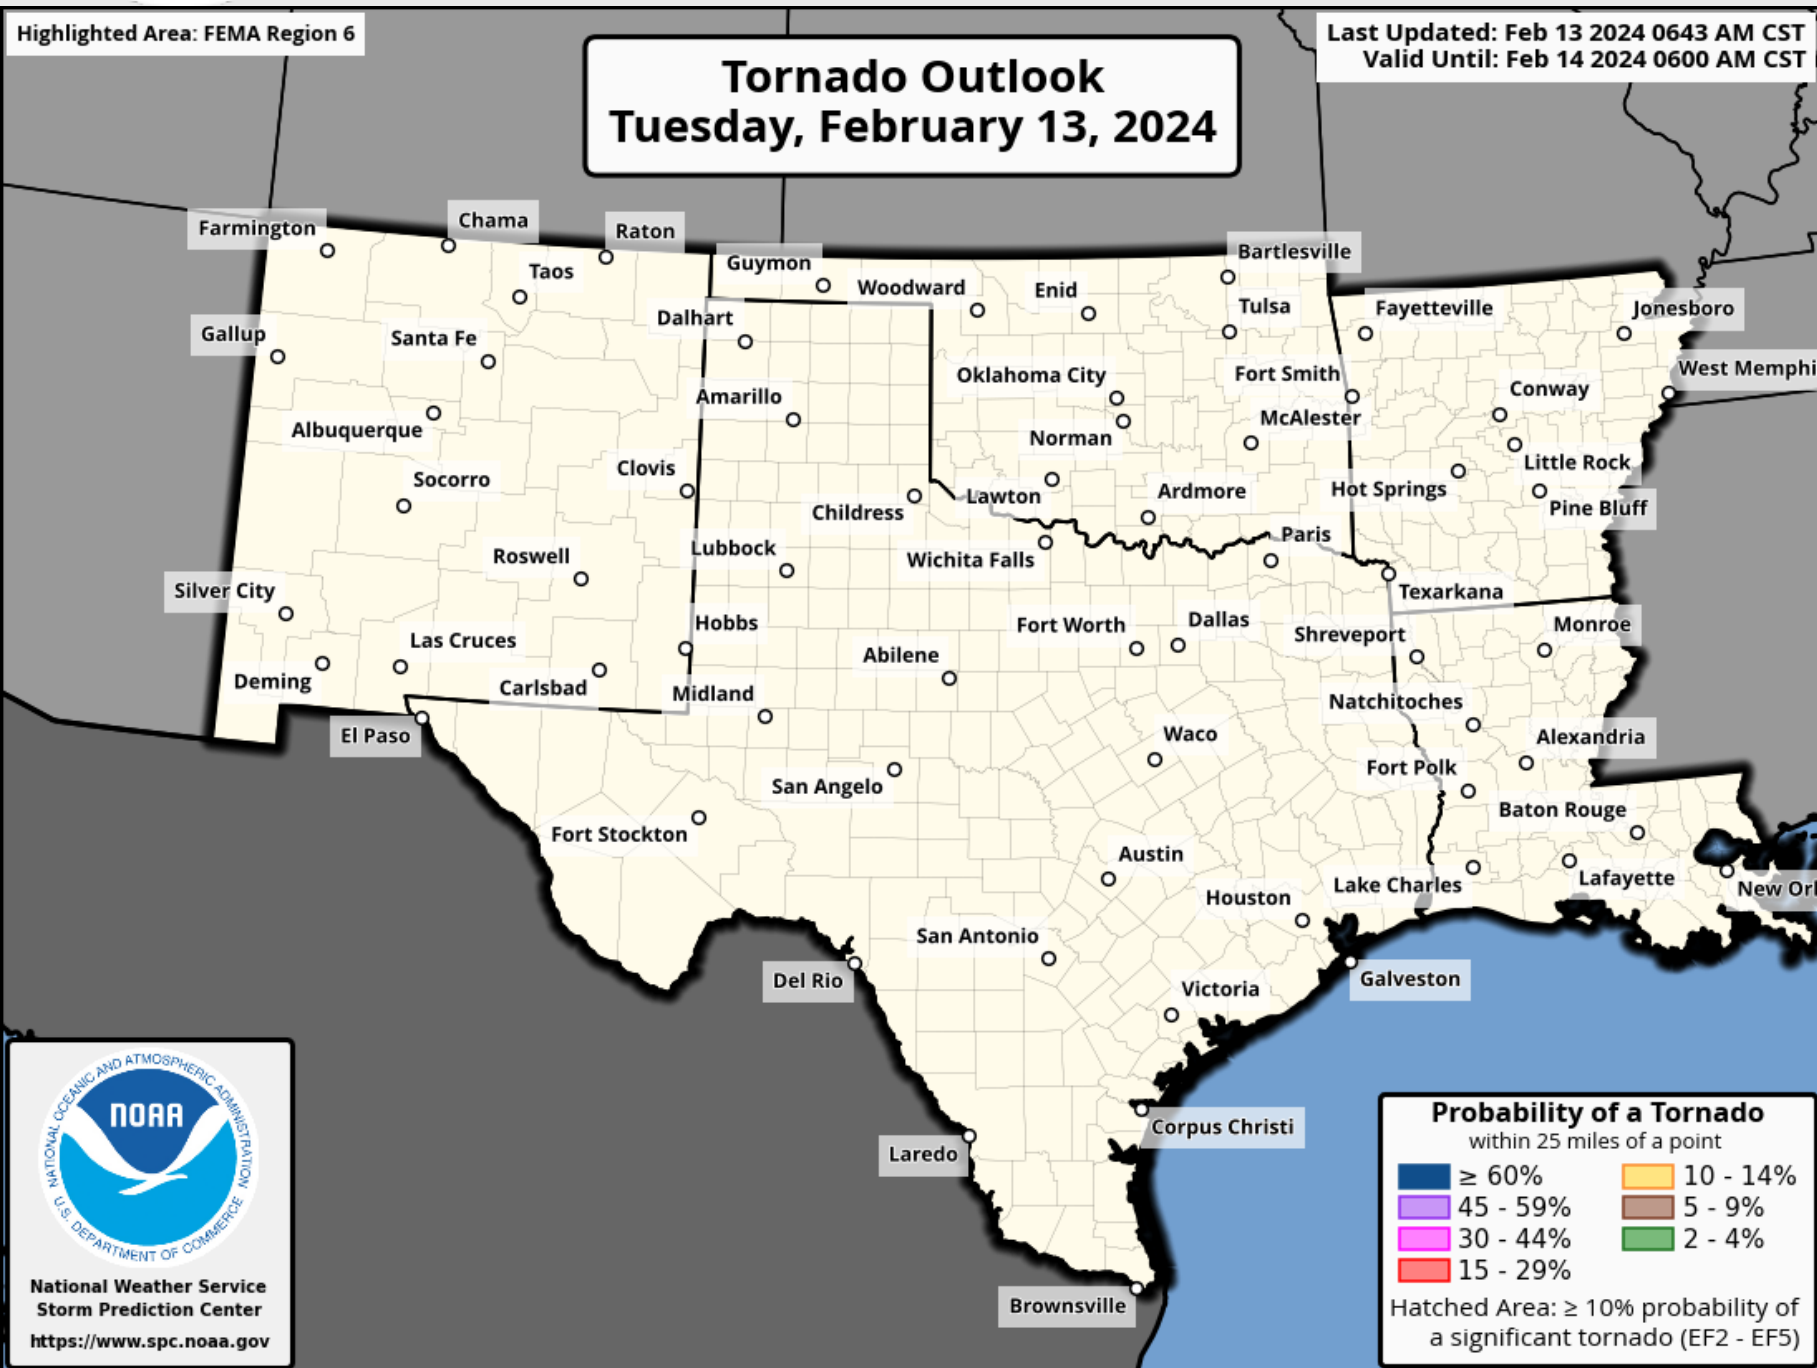 Highlighted Area: FEMA Region 6
Last Updated: Feb 13 2024 0643 AM CST
Valid Until: Feb 14 2024 0600 AM CST
Tornado Outlook
Tuesday, February 13, 2024
Farmington
Chama
Raton
Taos
Guymon
Woodward
Enid
Bartlesville
Tulsa
Fayetteville
Jonesboro
Gallup
Santa Fe
Dalhart
Oklahoma City
Fort Smith
West Memphi
Conway
Amarillo
Albuquerque
Norman
McAlester
Little Rock
Socorro
Clovis
Childress
Lawton
Ardmore
Hot Springs
Pine Bluff
Roswell
Lubbock
Wichita Falls
Paris
Silver City
Texarkana
Las Cruces
Hobbs
Fort Worth
Dallas
Shreveport
Monroe
Deming
Carlsbad
Midland
Abilene
Natchitoches
El Paso
Waco
Alexandria
San Angelo
Fort Polk
Fort Stockton
Baton Rouge
Austin
Houston
Lake Charles
Lafayette
New Orl
San Antonio
Del Rio
Victoria
Galveston
Corpus Christi
Laredo
Brownsville
NATIONAL OCEANIC AND ATMOSPHERIC ADMINISTRATION
NOAA
U.S. DEPARTMENT OF COMMERCE
National Weather Service
Storm Prediction Center
https://www.spc.noaa.gov
Probability of a Tornado
within 25 miles of a point
≥ 60%
10 - 14%
45 - 59%
5 - 9%
30 - 44%
2 - 4%
15 - 29%
Hatched Area: ≥ 10% probability of
a significant tornado (EF2 - EF5)